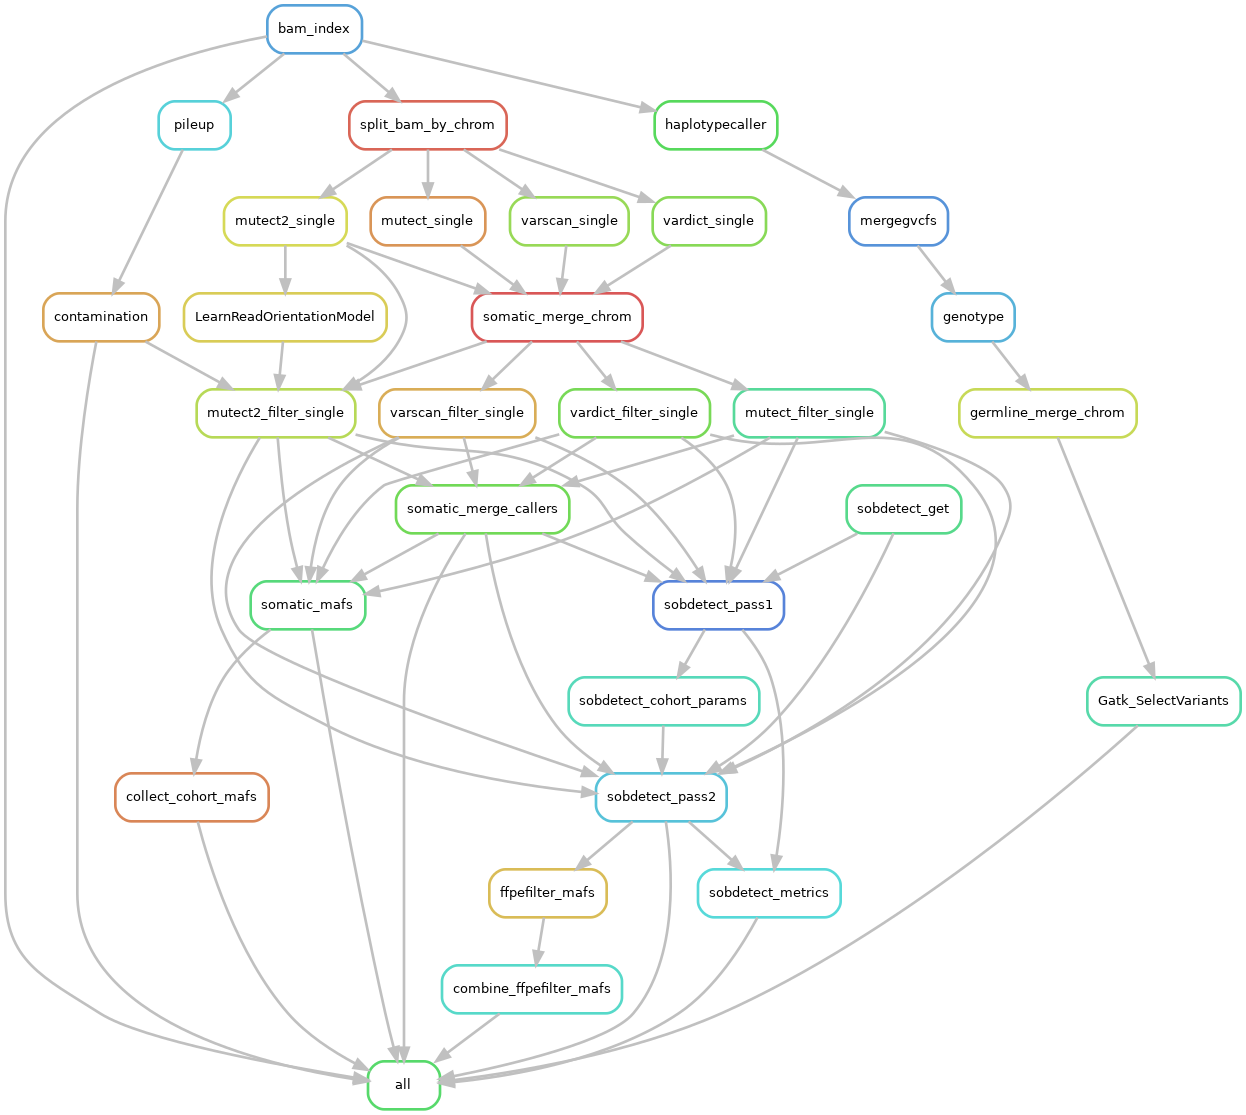 bam_index
pileup
split_bam_by_chrom
haplotypecaller
mutect2_single
mutect_single
varscan_single
vardict_single
mergegvcfs
contamination
LearnReadOrientationModel
somatic_merge_chrom
genotype
mutect2_filter_single
varscan_filter_single
vardict_filter_single
mutect_filter_single
germline_merge_chrom
somatic_merge_callers
sobdetect_get
somatic_mafs
sobdetect_pass1
sobdetect_cohort_params
Gatk_SelectVariants
collect_cohort_mafs
sobdetect_pass2
ffpefilter_mafs
sobdetect_metrics
combine_ffpefilter_mafs
all